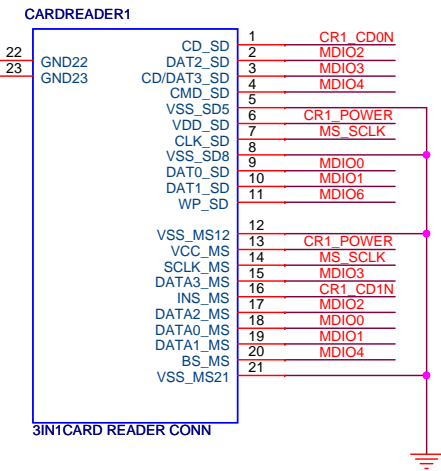 CARDREADER1
22 GND22
23 GND23
CD_SD 1 CR1_CD0N
DAT2_SD 2 MDIO2
CD/DAT3_SD 3 MDIO3
CMD_SD 4 MDIO4
VSS_SD5 5
VDD_SD 6 CR1_POWER
CLK_SD 7 MS_SCLK
VSS_SD8 8
DAT0_SD 9 MDIO0
DAT1_SD 10 MDIO1
WP_SD 11 MDIO6
VSS_MS12 12
VCC_MS 13 CR1_POWER
SCLK_MS 14 MS_SCLK
DATA3_MS 15 MDIO3
INS_MS 16 CR1_CD1N
DATA2_MS 17 MDIO2
DATA0_MS 18 MDIO0
DATA1_MS 19 MDIO1
BS_MS 20 MDIO4
VSS_MS21 21
3IN1CARD READER CONN